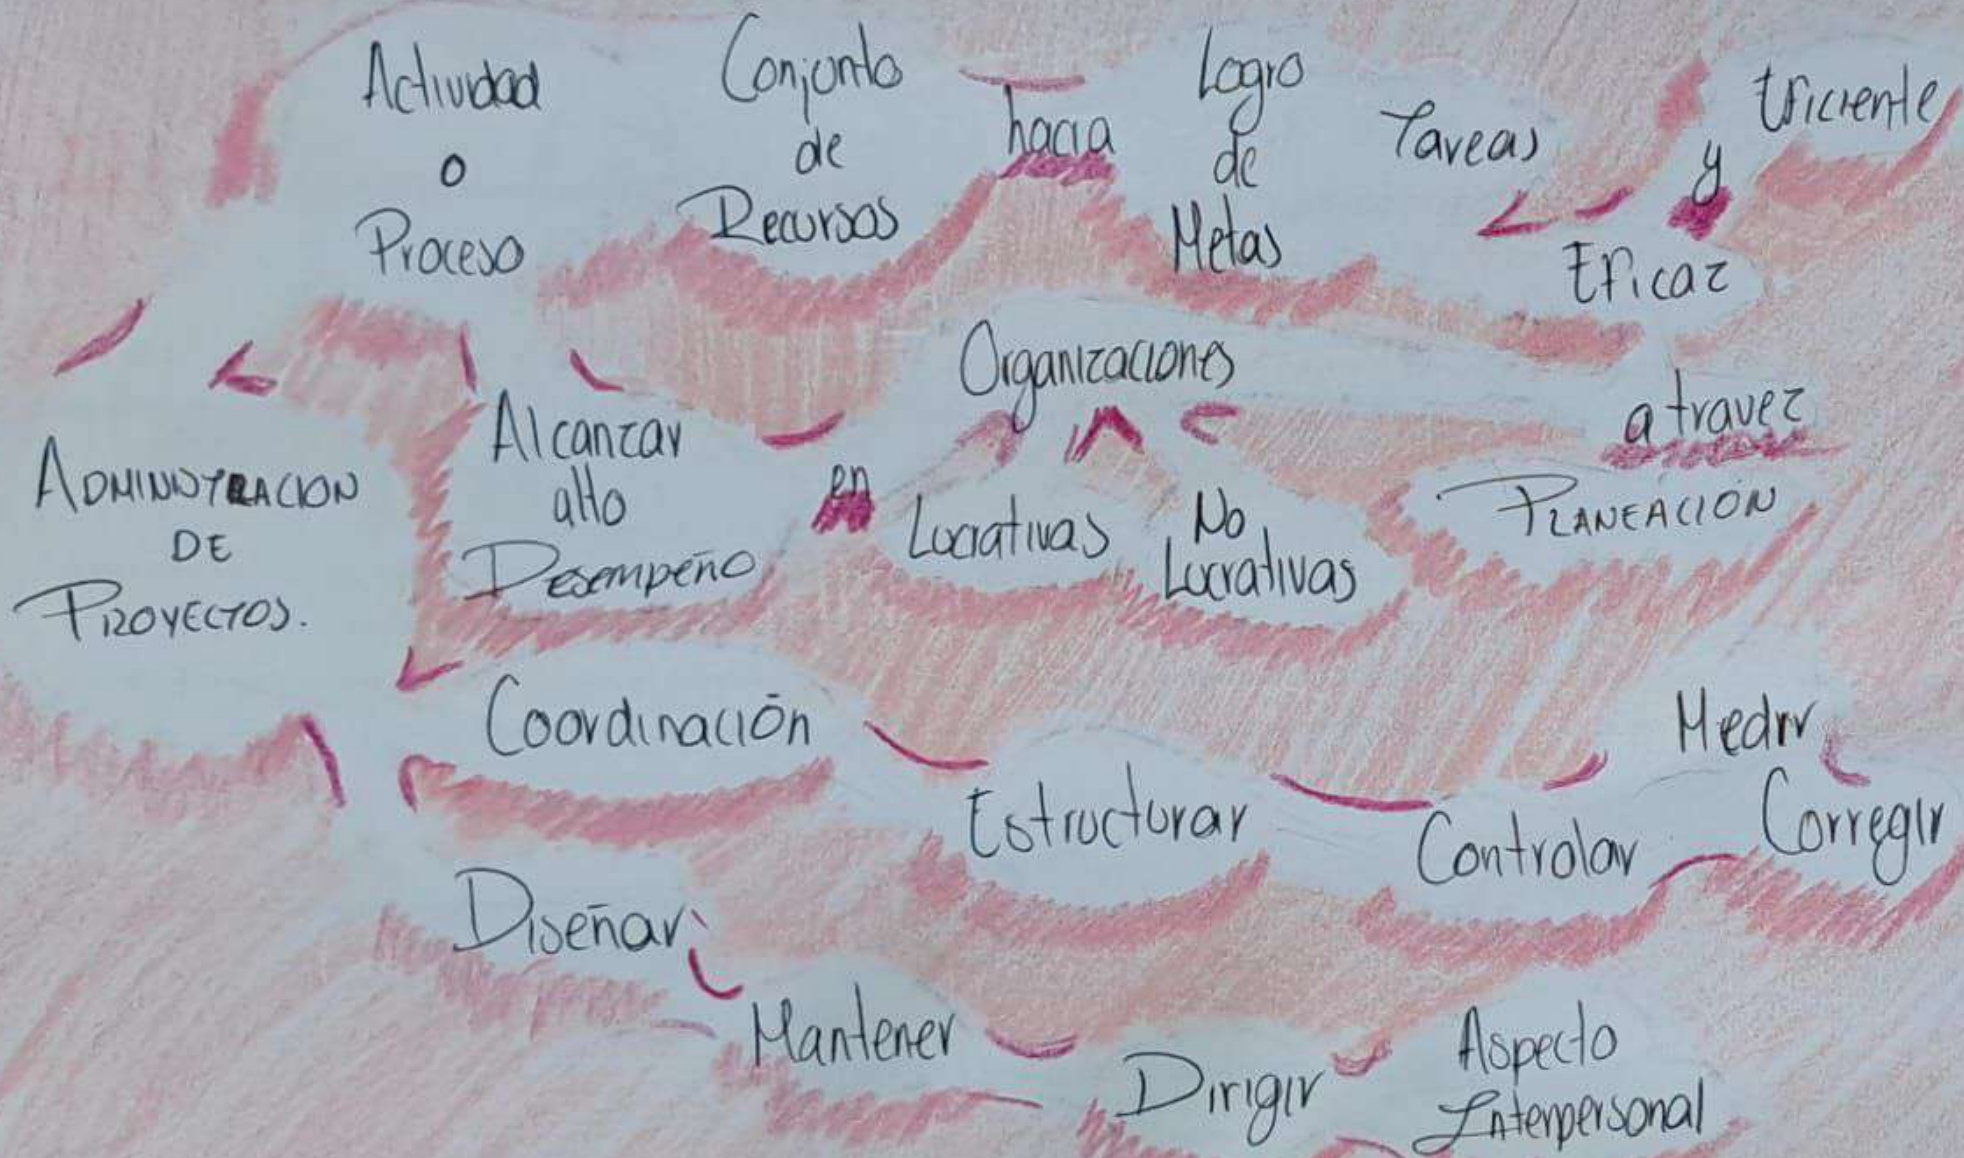 Actividad
o
Proceso
Conjunto
de
Recursos
hacia
Logro
de
Metas
Tareas
y
Eficiente
Eficaz
Organizaciones
a travez
Alcanzar
alto
Desempeño
en
Lucrativas
No
Lucrativas
PLANEACIÓN
ADMINISTRACION
DE
PROYECTOS.
Coordinación
Estructurar
Controlar
Medir
Corregir
Diseñar
Mantener
Dirigir
Aspecto
Interpersonal